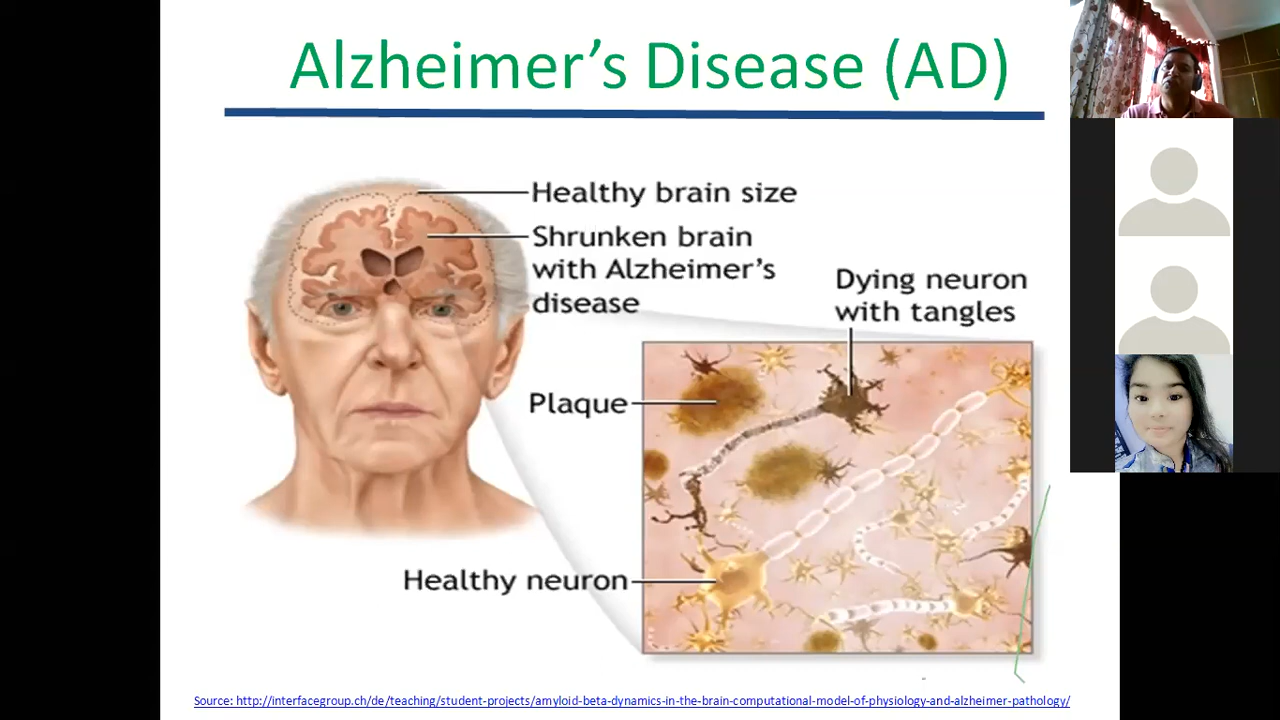 Alzheimer’s Disease (AD)
Healthy brain size
Shrunken brain
with Alzheimer’s
disease
Dying neuron
with tangles
Plaque
Healthy neuron
Source: http://interfacegroup.ch/de/teaching/student-projects/amyloid-beta-dynamics-in-the-brain-computational-model-of-physiology-and-alzheimer-pathology/